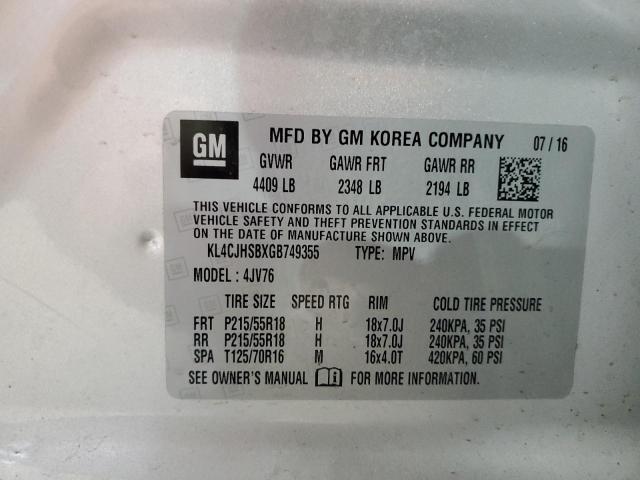 GM MFD BY GM KOREA COMPANY 07/16
GVWR GAWR FRT GAWR RR
4409 LB 2348 LB 2194 LB
THIS VEHICLE CONFORMS TO ALL APPLICABLE U.S. FEDERAL MOTOR
VEHICLE SAFETY AND THEFT PREVENTION STANDARDS IN EFFECT
ON THE DATE OF MANUFACTURE SHOWN ABOVE.
KL4CJHSBXGB749355 TYPE: MPV
MODEL: 4JV76
TIRE SIZE SPEED RTG RIM COLD TIRE PRESSURE
FRT P215/55R18 H 18x7.0J 240KPA, 35 PSI
RR P215/55R18 H 18x7.0J 240KPA, 35 PSI
SPA T125/70R16 M 16x4.0T 420KPA, 60 PSI
SEE OWNER'S MANUAL FOR MORE INFORMATION.